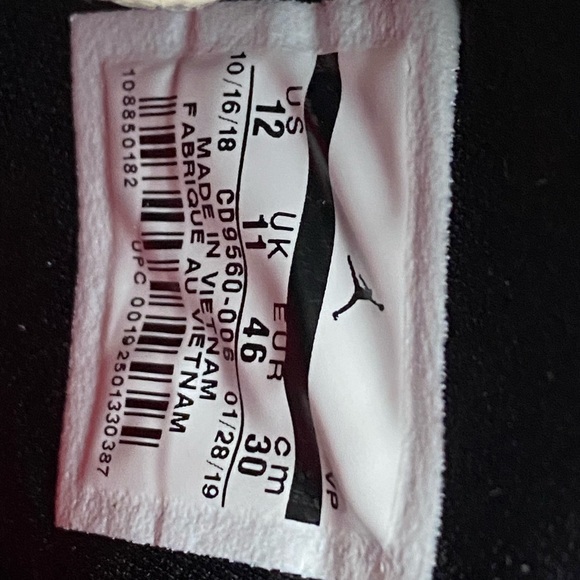 VP
US UK EUR cm
12 11 46 30
10/16/18 CD9560-006 01/28/19
MADE IN VIETNAM
FABRIQUE AU VIETNAM
108850182 UPC 00192501330387